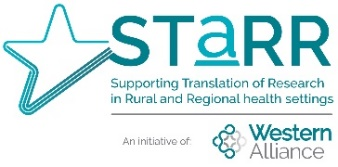 STaRR
Supporting Translation of Research
in Rural and Regional health settings
An initiative of:
Western
Alliance